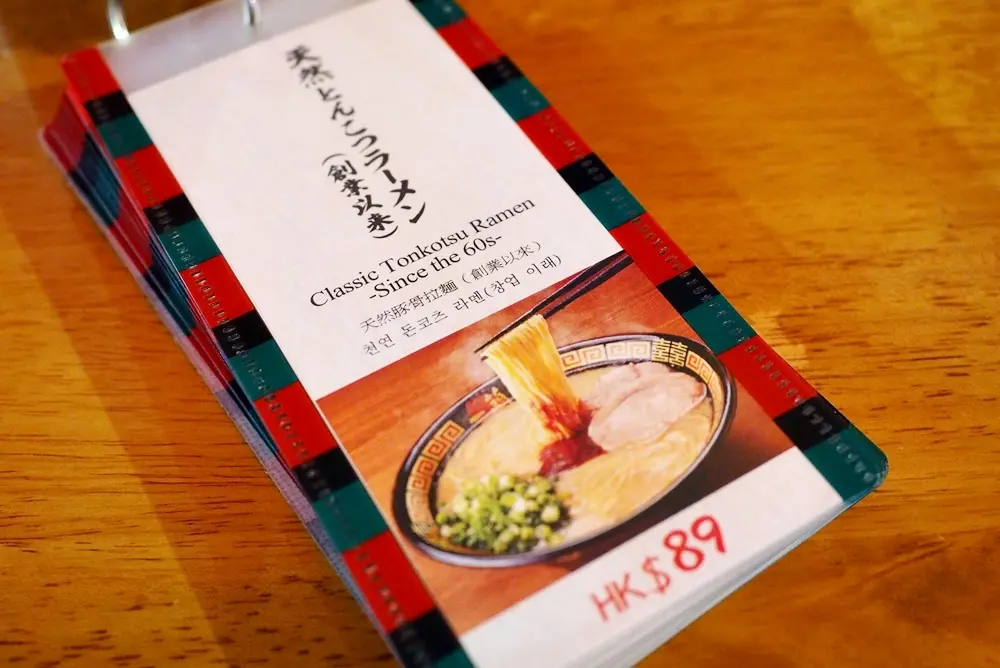 天然とんこつラーメン
(創業以来)
Classic Tonkotsu Ramen
-Since the 60s-
天然豚骨拉麵 (創業以來)
천연 돈코츠 라멘(창업 이래)
囍囍
HK$89